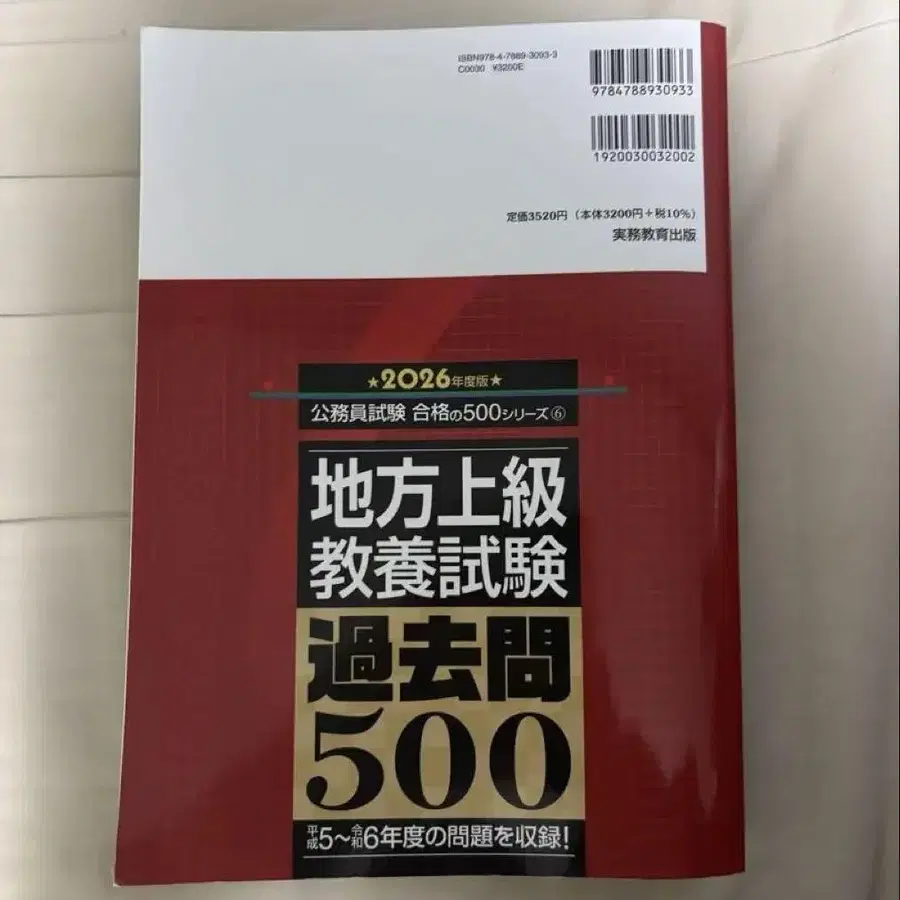 ISBN978-4-7889-3093-3
C0030 ¥3200E
9784788930933
1920030032002
定価3520円（本体3200円＋税10%）
実務教育出版
★2026年度版★
公務員試験 合格の500シリーズ⑥
地方上級
教養試験
過去問
500
平成5〜令和6年度の問題を収録！